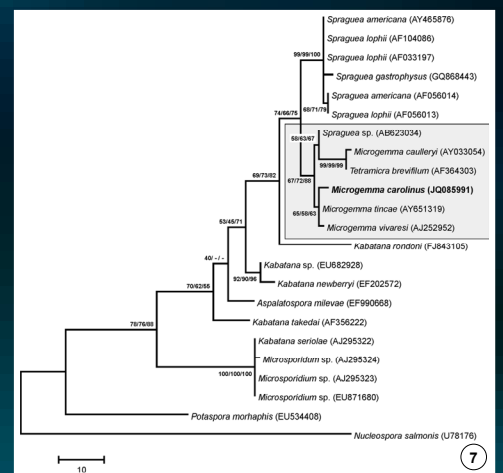 Spraguea americana (AY465876)
Spraguea lophii (AF104086)
99/99/100
Spraguea lophii (AF033197)
Spraguea gastrophysus (GQ868443)
Spraguea americana (AF056014)
68/71/79
Spraguea lophii (AF056013)
74/66/75
58/63/67
Spraguea sp. (AB623034)
Microgemma caulleryi (AY033054)
99/99/99
Tetramicra brevifilum (AF364303)
69/73/82
67/72/88
Microgemma carolinus (JQ085991)
65/58/63
Microgemma tincae (AY651319)
Microgemma vivaresi (AJ252952)
53/45/71
Kabatana rondoni (FJ843105)
40/ - / -
Kabatana sp. (EU682928)
92/90/96
Kabatana newberryi (EF202572)
70/62/55
Aspalatospora milevae (EF990668)
78/76/88
Kabatana takedai (AF356222)
Kabatana seriolae (AJ295322)
Microsporidum sp. (AJ295324)
100/100/100
Microsporidium sp. (AJ295323)
Microsporidium sp. (EU871680)
Potaspora morhaphis (EU534408)
Nucleospora salmonis (U78176)
10
7